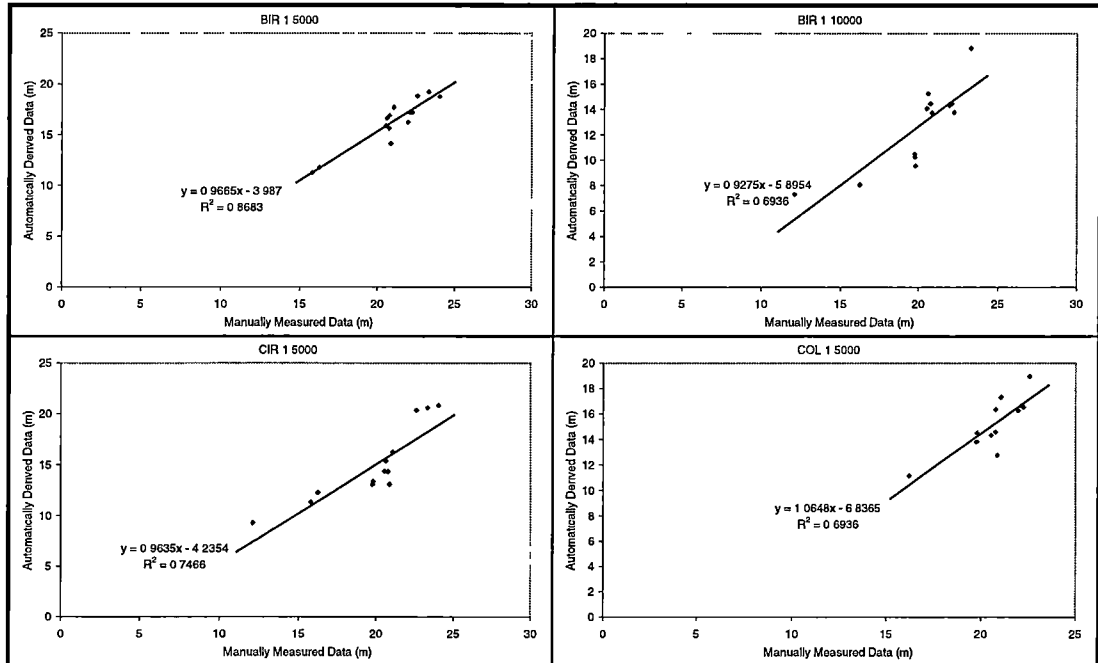 BIR 1 5000
25
20
15
10
5
0
Automatically Derived Data (m)
y = 0 9665x - 3 987
R² = 0 8683
0 5 10 15 20 25 30
Manually Measured Data (m)
BIR 1 10000
20
18
16
14
12
10
8
6
4
2
0
Automatically Derived Data (m)
y = 0 9275x - 5 8954
R² = 0 6936
0 5 10 15 20 25 30
Manually Measured Data (m)
CIR 1 5000
25
20
15
10
5
0
Automatically Derived Data (m)
y = 0 9635x - 4 2354
R² = 0 7466
0 5 10 15 20 25 30
Manually Measured Data (m)
COL 1 5000
20
18
16
14
12
10
8
6
4
2
0
Automatically Derived Data (m)
y = 1 0648x - 6 8365
R² = 0 6936
0 5 10 15 20 25
Manually Measured Data (m)